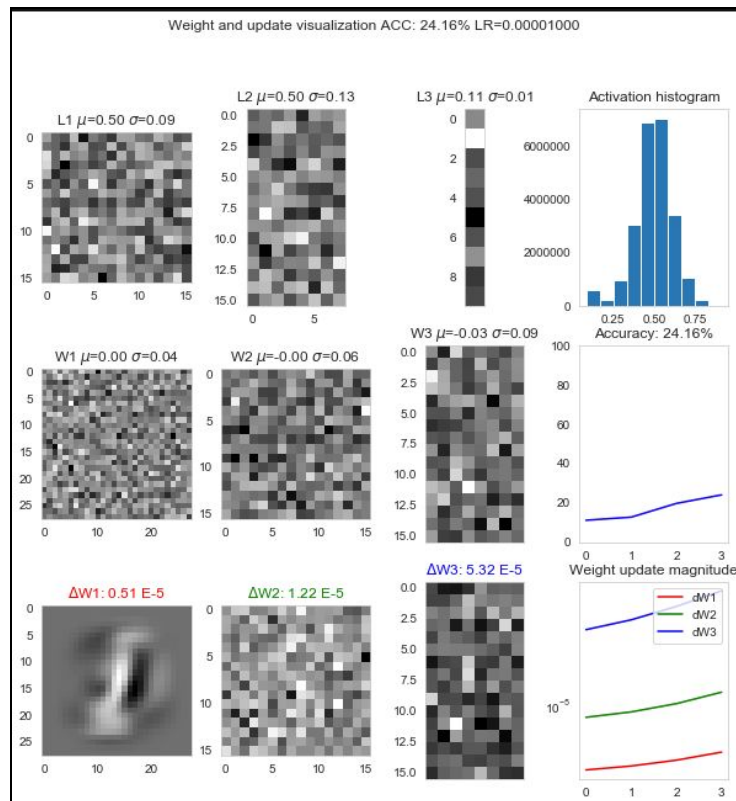 Weight and update visualization ACC: 24.16% LR=0.00001000
L1 μ=0.50 σ=0.09
0
5
10
15
0 5 10 15
L2 μ=0.50 σ=0.13
0.0
2.5
5.0
7.5
10.0
12.5
15.0
0 5
L3 μ=0.11 σ=0.01
0
2
4
6
8
Activation histogram
6000000
4000000
2000000
0
0.25 0.50 0.75
W1 μ=0.00 σ=0.04
0
5
10
15
20
25
0 10 20
W2 μ=-0.00 σ=0.06
0
5
10
15
0 5 10 15
W3 μ=-0.03 σ=0.09
0.0
2.5
5.0
7.5
10.0
12.5
15.0
0 5
Accuracy: 24.16%
100
80
60
40
20
0
0 1 2 3
ΔW1: 0.51 E-5
0
5
10
15
20
25
0 10 20
ΔW2: 1.22 E-5
0
5
10
15
0 5 10 15
ΔW3: 5.32 E-5
0.0
2.5
5.0
7.5
10.0
12.5
15.0
0 5
Weight update magnitude
dW1
dW2
dW3
10⁻⁵
0 1 2 3